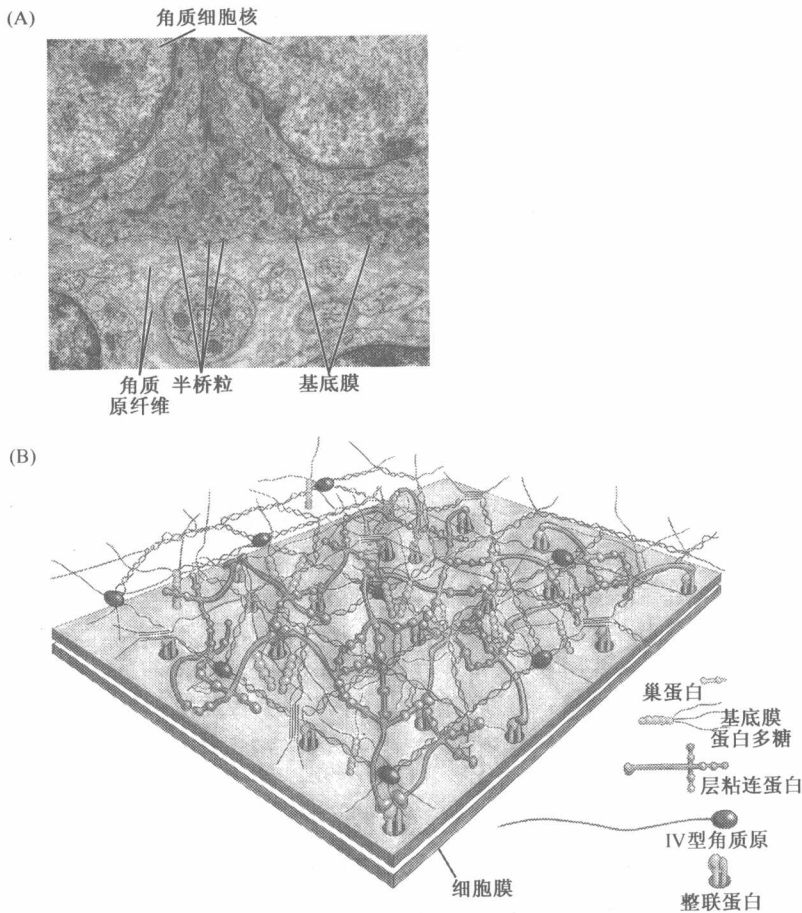 (A)
角质细胞核
角质
原纤维
半桥粒
基底膜
(B)
巢蛋白
基底膜
蛋白多糖
层粘连蛋白
IV型角质原
整联蛋白
细胞膜